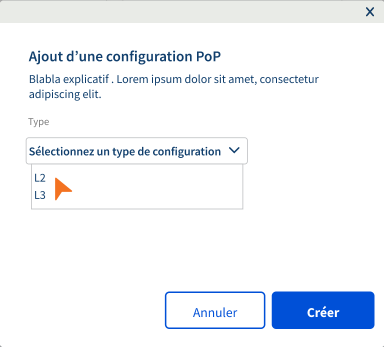 Ajout d’une configuration PoP
Blabla explicatif . Lorem ipsum dolor sit amet, consectetur
adipiscing elit.
Type
Sélectionnez un type de configuration
L2
L3
Annuler
Créer